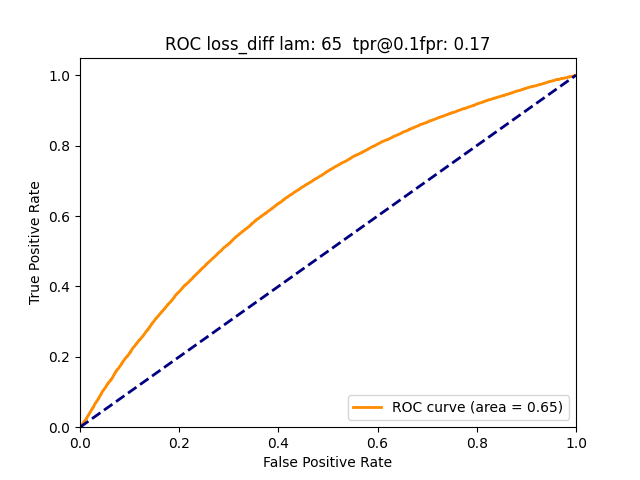 ROC loss_diff lam: 65  tpr@0.1fpr: 0.17
1.0
0.8
0.6
0.4
0.2
0.0
True Positive Rate
ROC curve (area = 0.65)
0.0 0.2 0.4 0.6 0.8 1.0
False Positive Rate